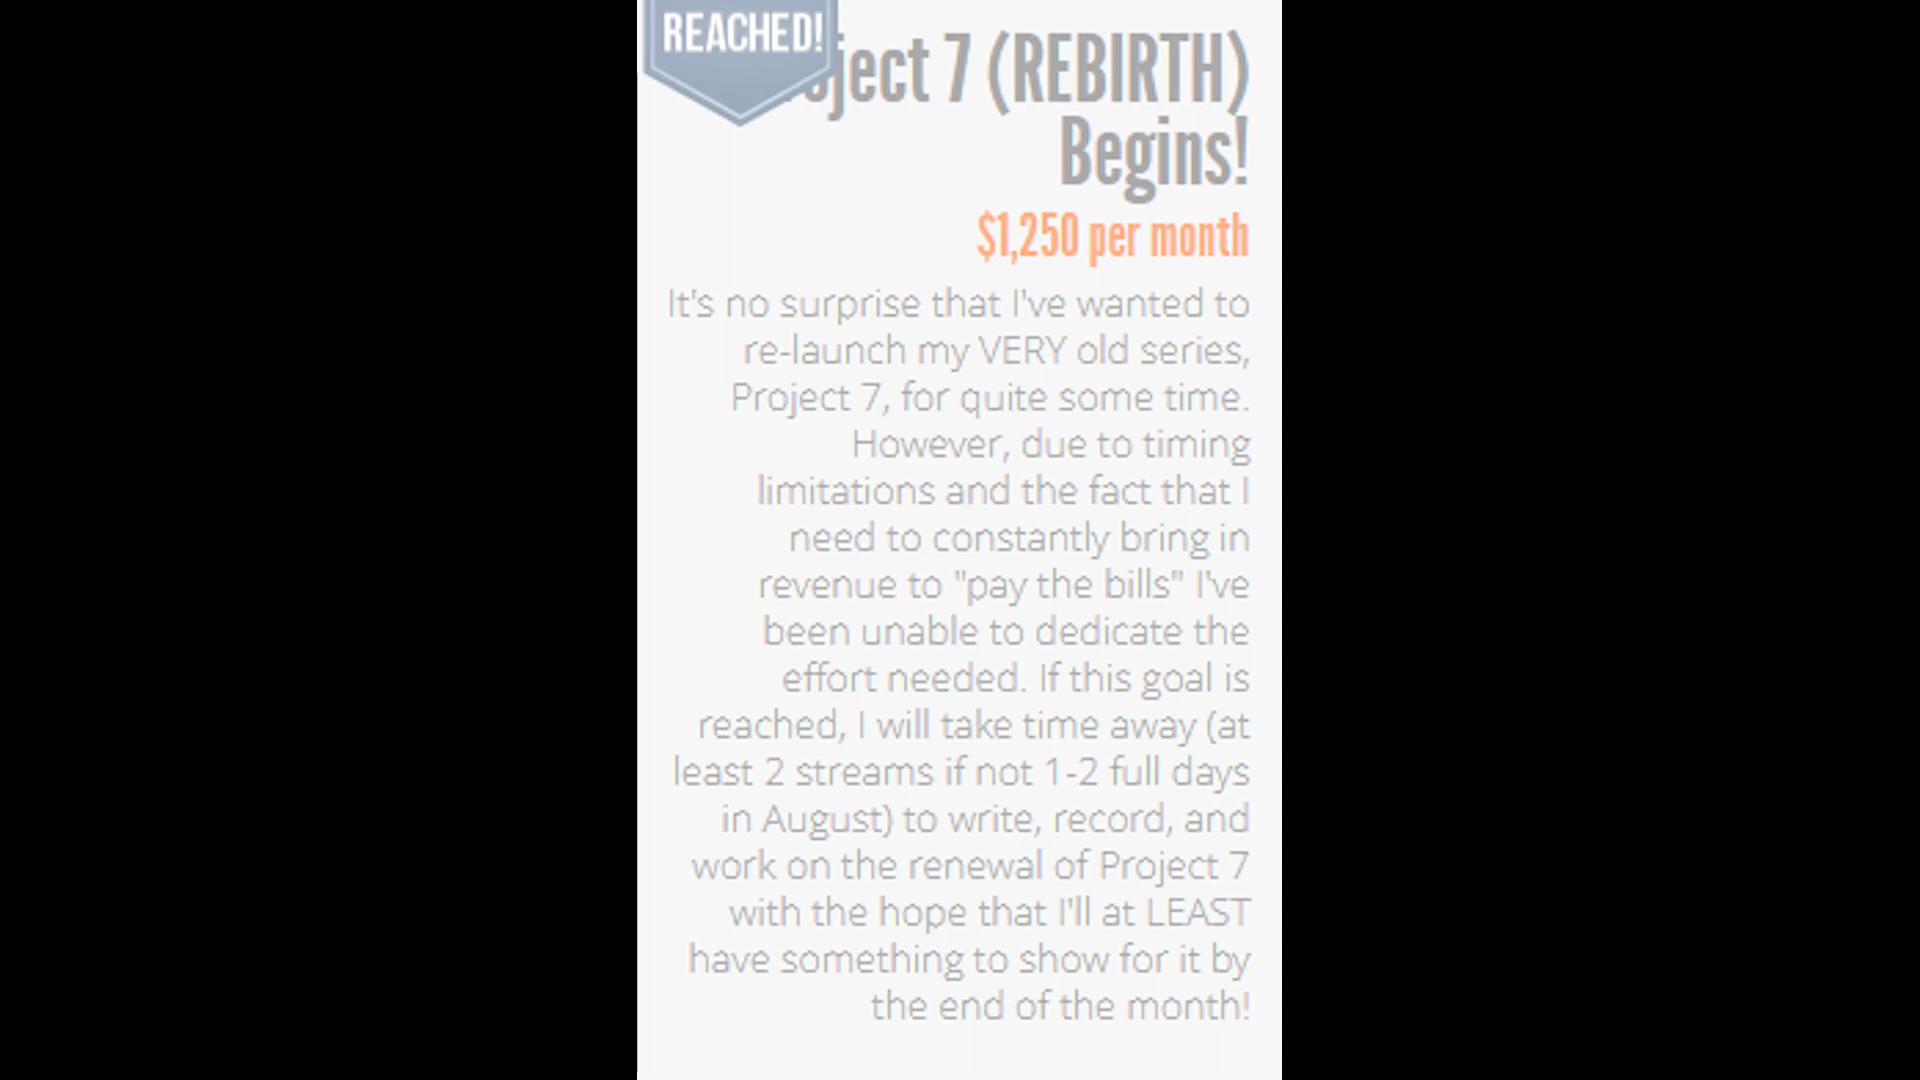 REACHED!
oject 7 (REBIRTH)
Begins!
$1,250 per month
It's no surprise that I've wanted to
re-launch my VERY old series,
Project 7, for quite some time.
However, due to timing
limitations and the fact that I
need to constantly bring in
revenue to "pay the bills" I've
been unable to dedicate the
effort needed. If this goal is
reached, I will take time away (at
least 2 streams if not 1-2 full days
in August) to write, record, and
work on the renewal of Project 7
with the hope that I'll at LEAST
have something to show for it by
the end of the month!